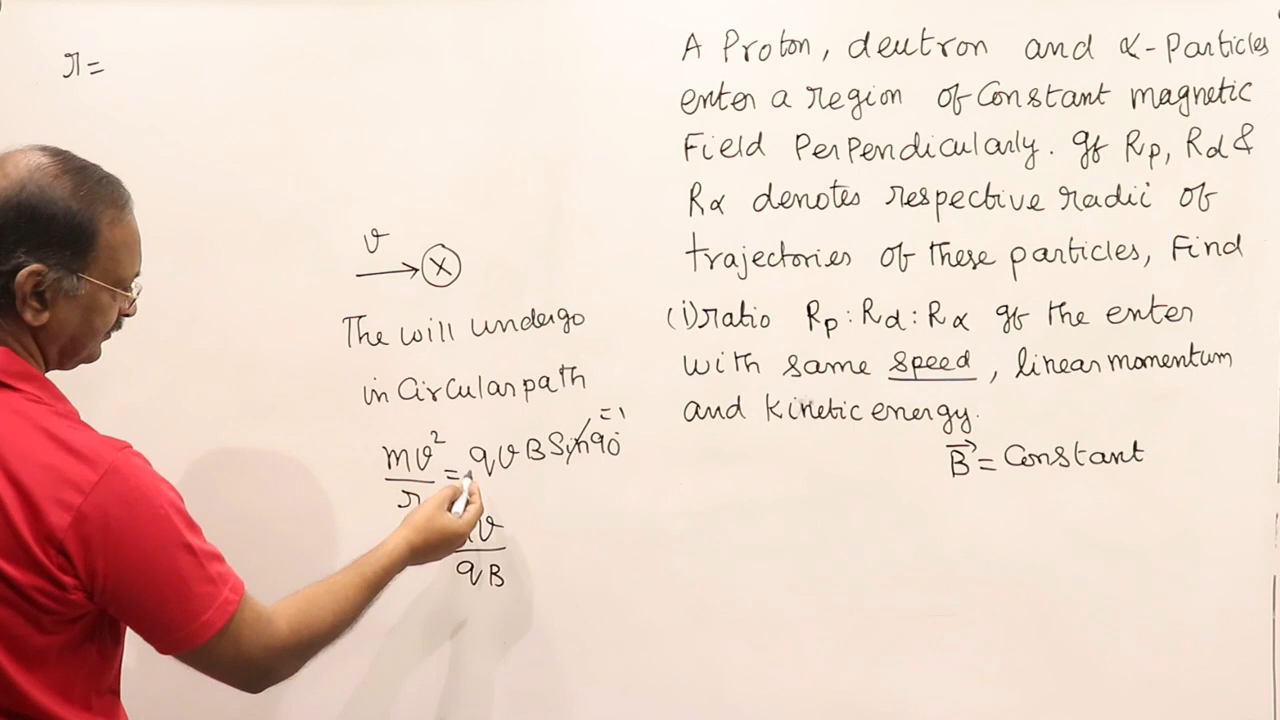 r=
A Proton, deutron and α-Particles
enter a region of Constant magnetic
Field Perpendicularly. If Rp, Rd &
Rα denotes respective radii of
trajectories of these particles, Find
(i) ratio Rp : Rd : Rα If the enter
with same speed, linear momentum
and kinetic energy.
B⃗ = Constant
v
The will undergo
in Circular path
=1
mv²/r = qvB Sin90°
v
qB